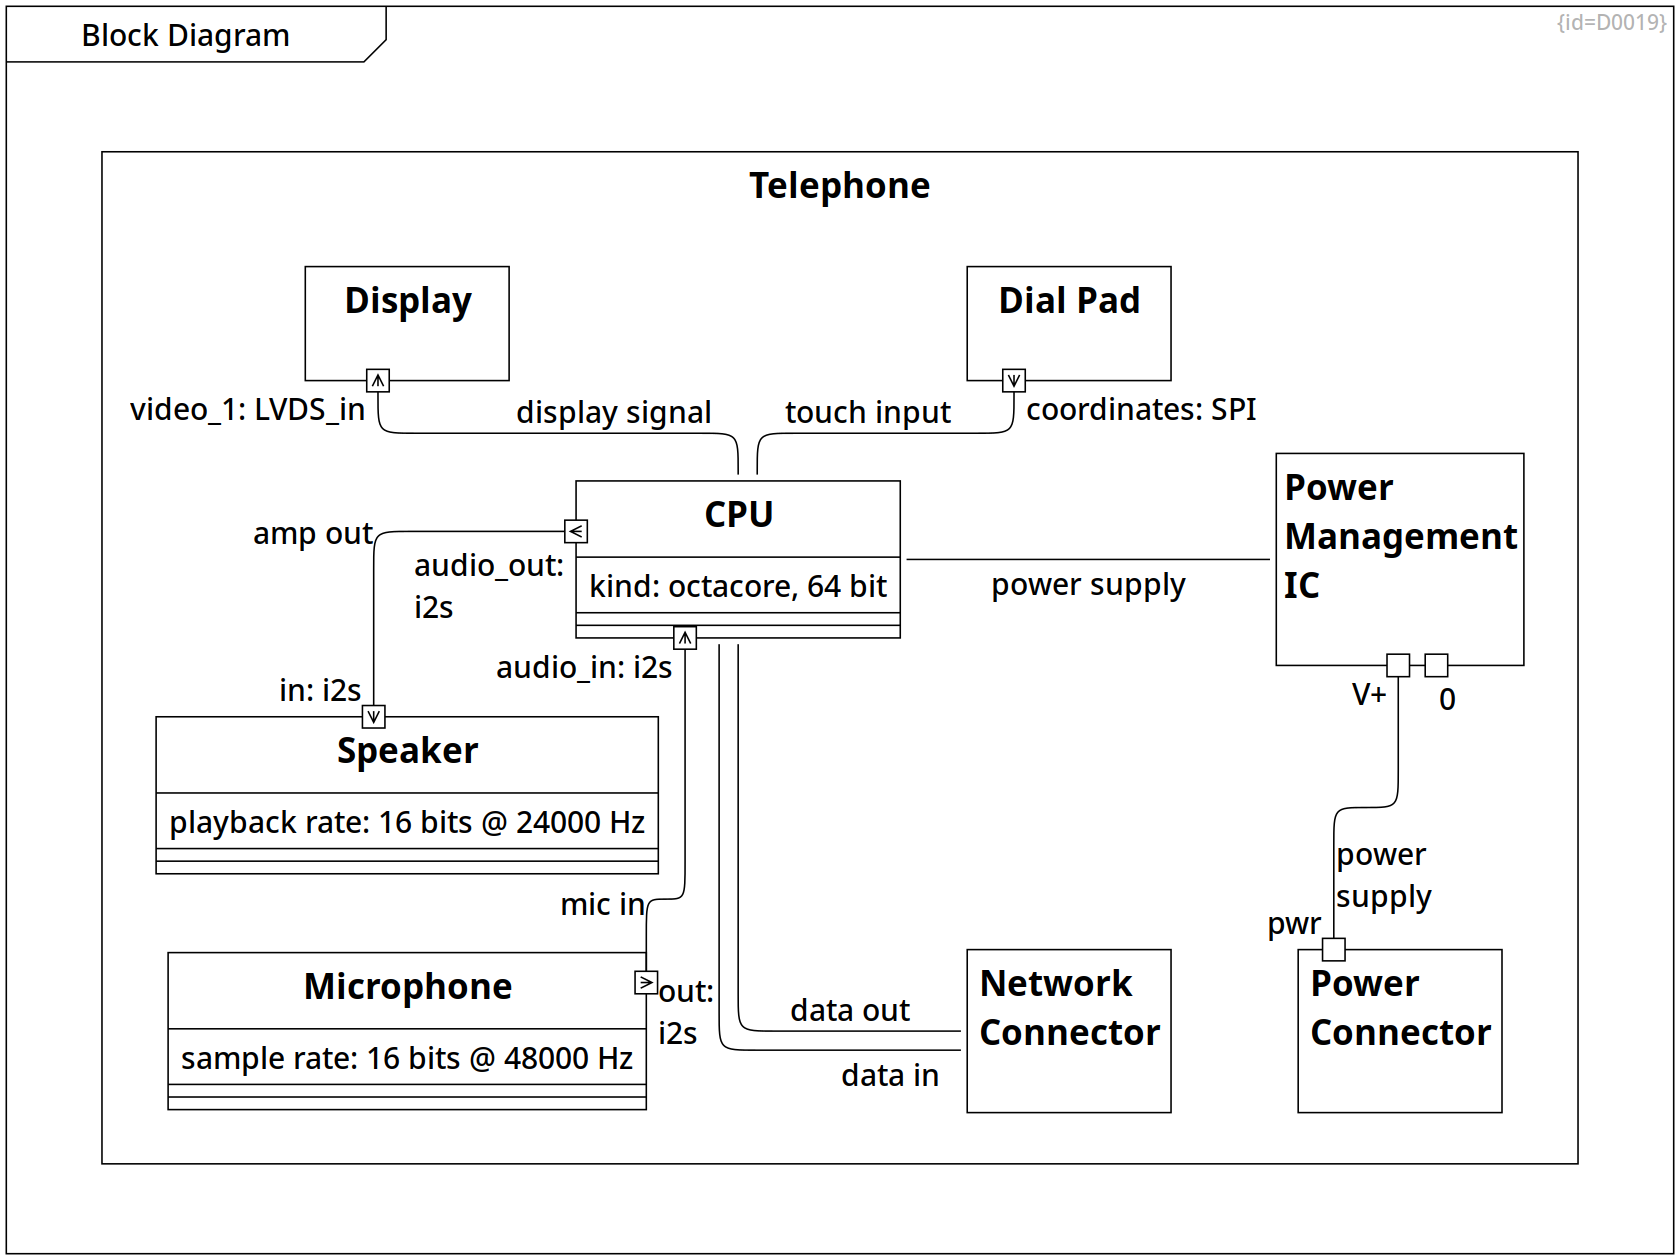 Block Diagram
{id=D0019}
Telephone
Display
Dial Pad
video_1: LVDS_in
display signal
touch input
coordinates: SPI
CPU
kind: octacore, 64 bit
Power
Management
IC
amp out
audio_out:
i2s
power supply
audio_in: i2s
in: i2s
V+
0
Speaker
playback rate: 16 bits @ 24000 Hz
power
supply
mic in
pwr
Microphone
sample rate: 16 bits @ 48000 Hz
out:
i2s
data out
data in
Network
Connector
Power
Connector